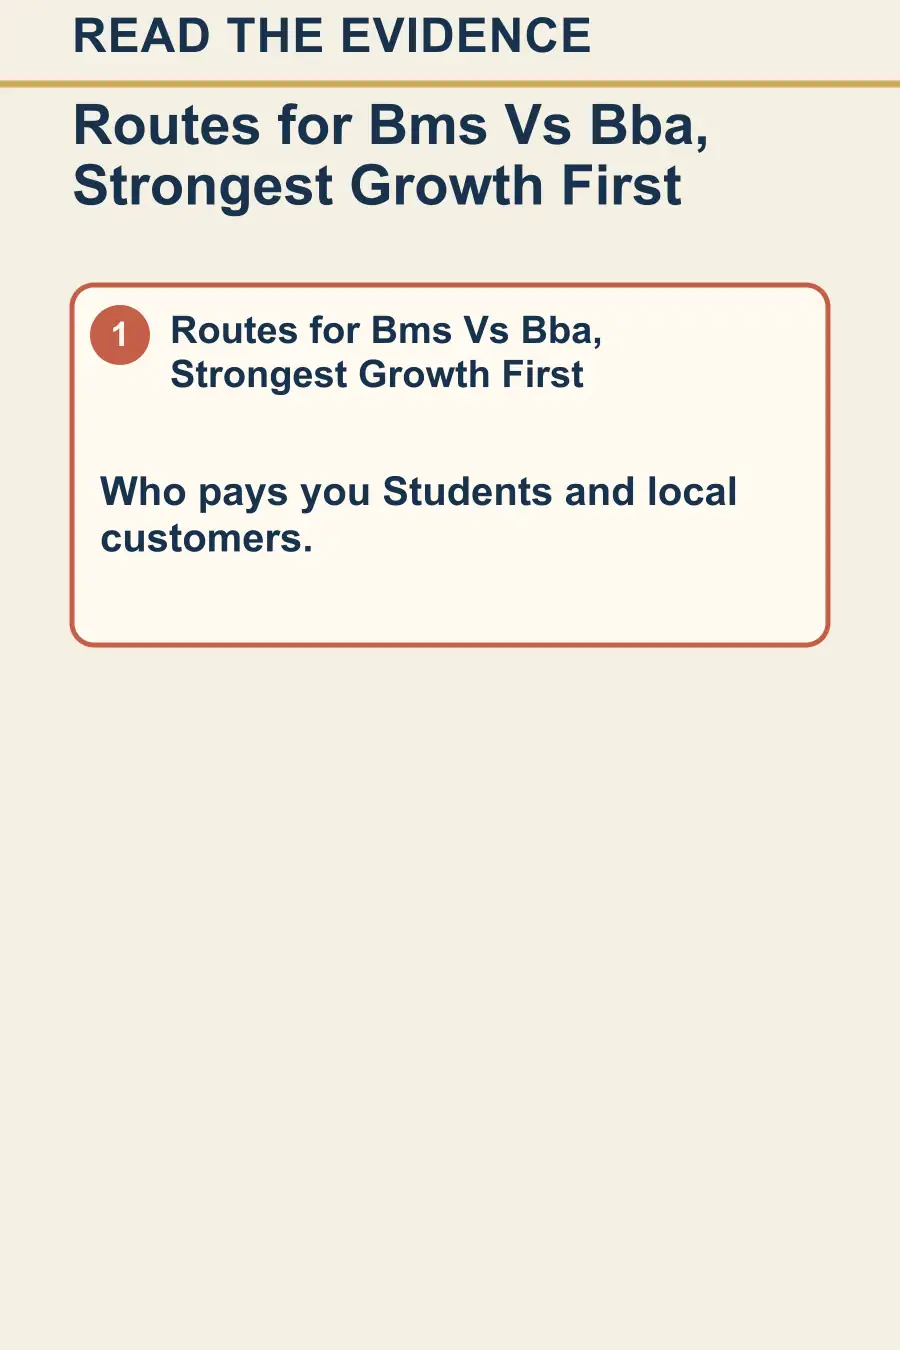 READ THE EVIDENCE
Routes for Bms Vs Bba,
Strongest Growth First
1
Routes for Bms Vs Bba,
Strongest Growth First
Who pays you Students and local
customers.